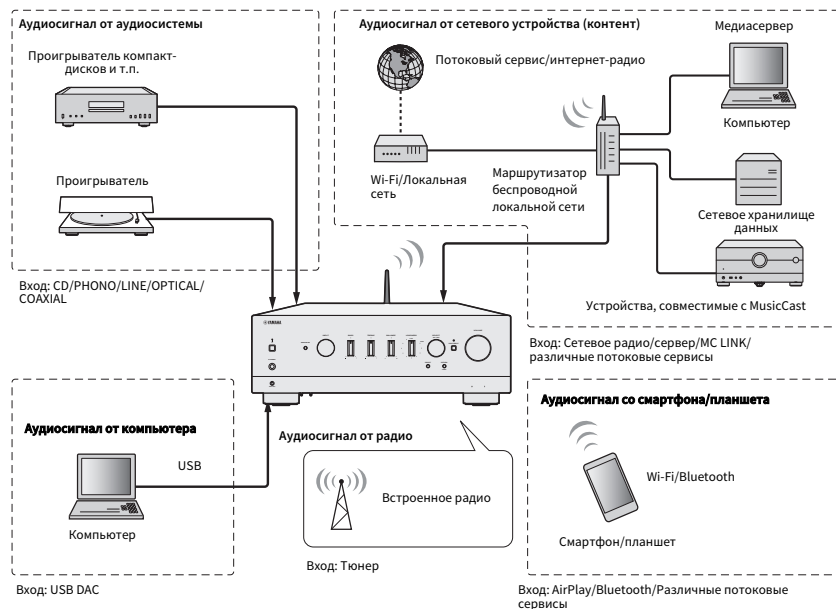 Аудиосигнал от аудиосистемы
Проигрыватель компакт-
дисков и т.п.
Проигрыватель
Вход: CD/PHONO/LINE/OPTICAL/
COAXIAL
Аудиосигнал от сетевого устройства (контент)
Потоковый сервис/интернет-радио
Wi-Fi/Локальная
сеть
Маршрутизатор
беспроводной
локальной сети
Медиасервер
Компьютер
Сетевое хранилище
данных
Устройства, совместимые с MusicCast
Вход: Сетевое радио/сервер/MC LINK/
различные потоковые сервисы
YAMAHA
Аудиосигнал от компьютера
USB
Компьютер
Вход: USB DAC
Аудиосигнал от радио
Встроенное радио
Вход: Тюнер
Аудиосигнал со смартфона/планшета
Wi-Fi/Bluetooth
Смартфон/планшет
Вход: AirPlay/Bluetooth/Различные потоковые
сервисы